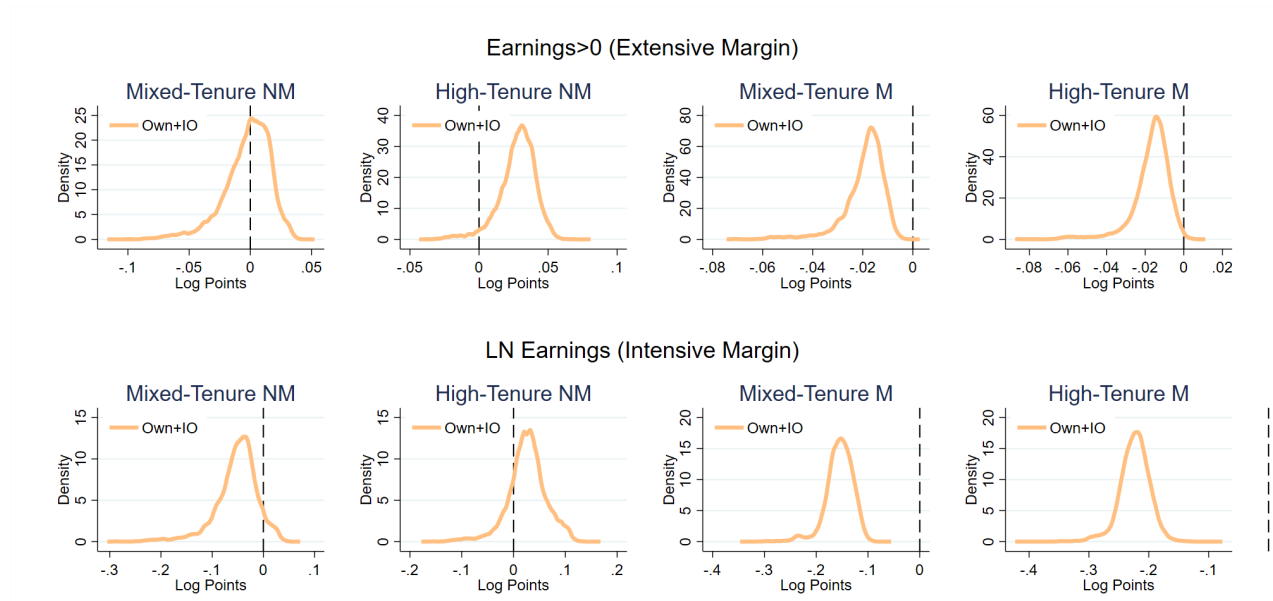 Earnings>0 (Extensive Margin)
Mixed-Tenure NM
Own+IO
Density
0 5 10 15 20 25
-.1 -.05 0 .05
Log Points
High-Tenure NM
Own+IO
Density
0 10 20 30 40
-.05 0 .05 .1
Log Points
Mixed-Tenure M
Own+IO
Density
0 20 40 60 80
-.08 -.06 -.04 -.02 0
Log Points
High-Tenure M
Own+IO
Density
0 20 40 60
-.08 -.06 -.04 -.02 0 .02
Log Points
LN Earnings (Intensive Margin)
Mixed-Tenure NM
Own+IO
Density
0 5 10 15
-.3 -.2 -.1 0 .1
Log Points
High-Tenure NM
Own+IO
Density
0 5 10 15
-.2 -.1 0 .1 .2
Log Points
Mixed-Tenure M
Own+IO
Density
0 5 10 15 20
-.4 -.3 -.2 -.1 0
Log Points
High-Tenure M
Own+IO
Density
0 5 10 15 20
-.4 -.3 -.2 -.1
Log Points